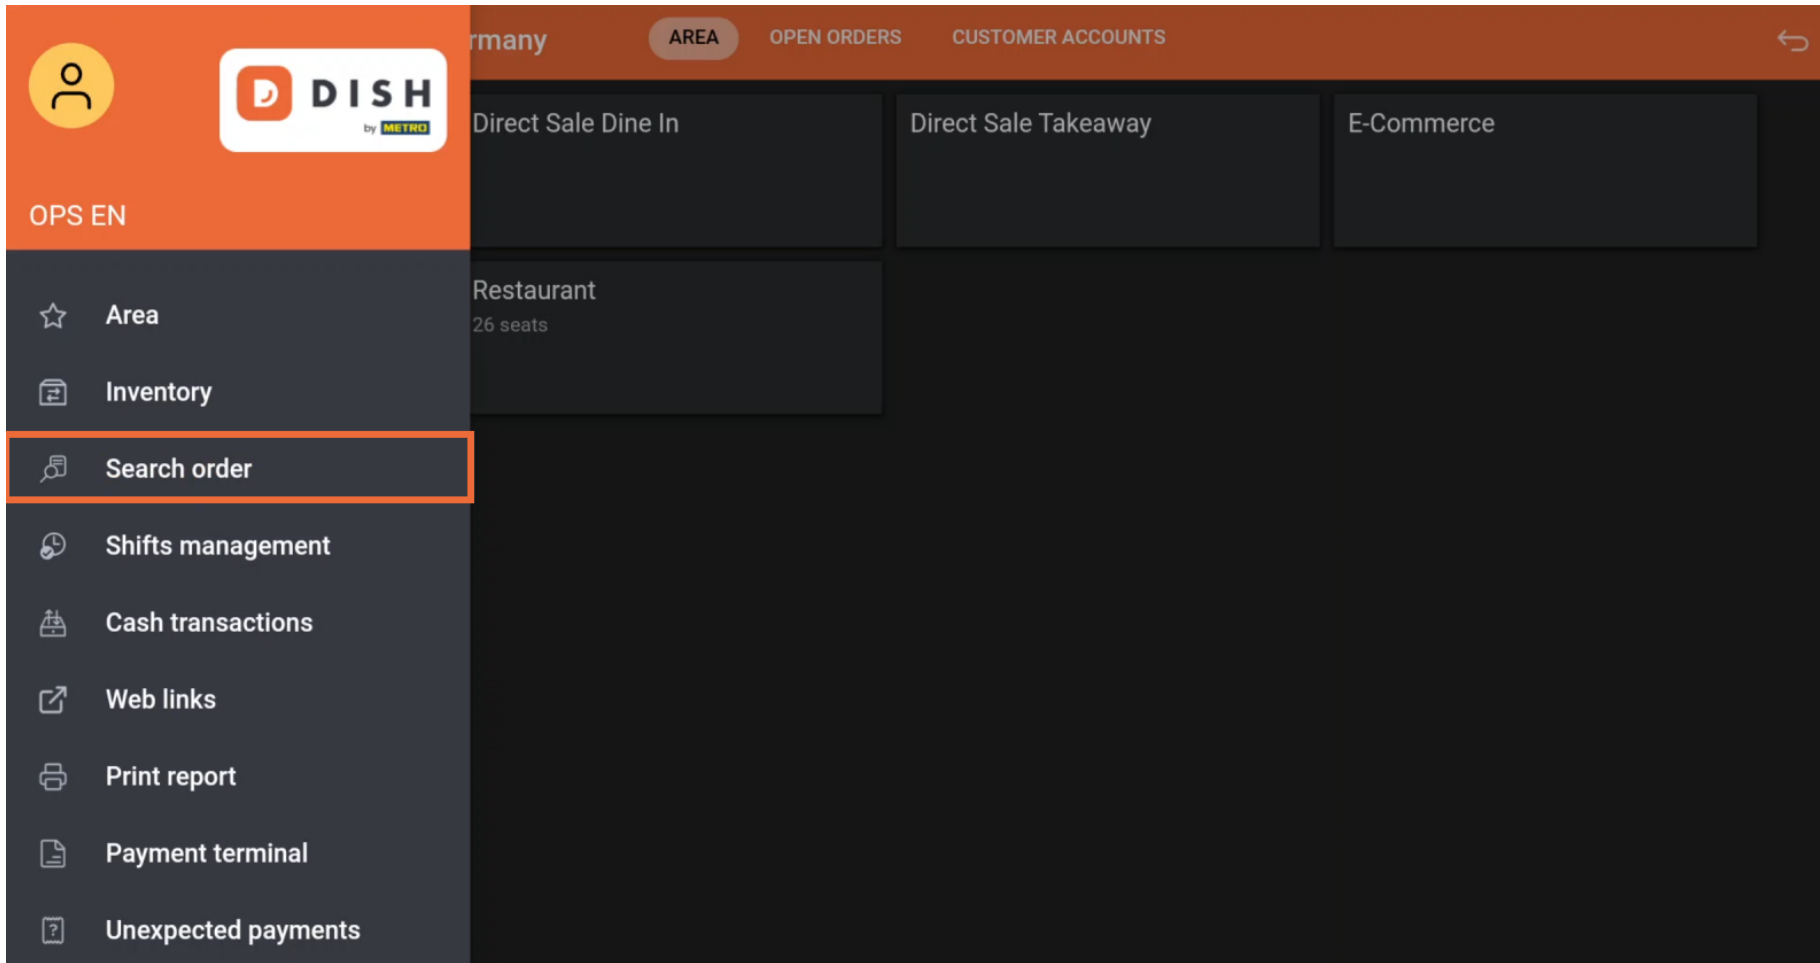 DISH
by METRO
OPS EN
Area
Inventory
Search order
Shifts management
Cash transactions
Web links
Print report
Payment terminal
Unexpected payments
rmany
AREA
OPEN ORDERS
CUSTOMER ACCOUNTS
Direct Sale Dine In
Direct Sale Takeaway
E-Commerce
Restaurant
26 seats